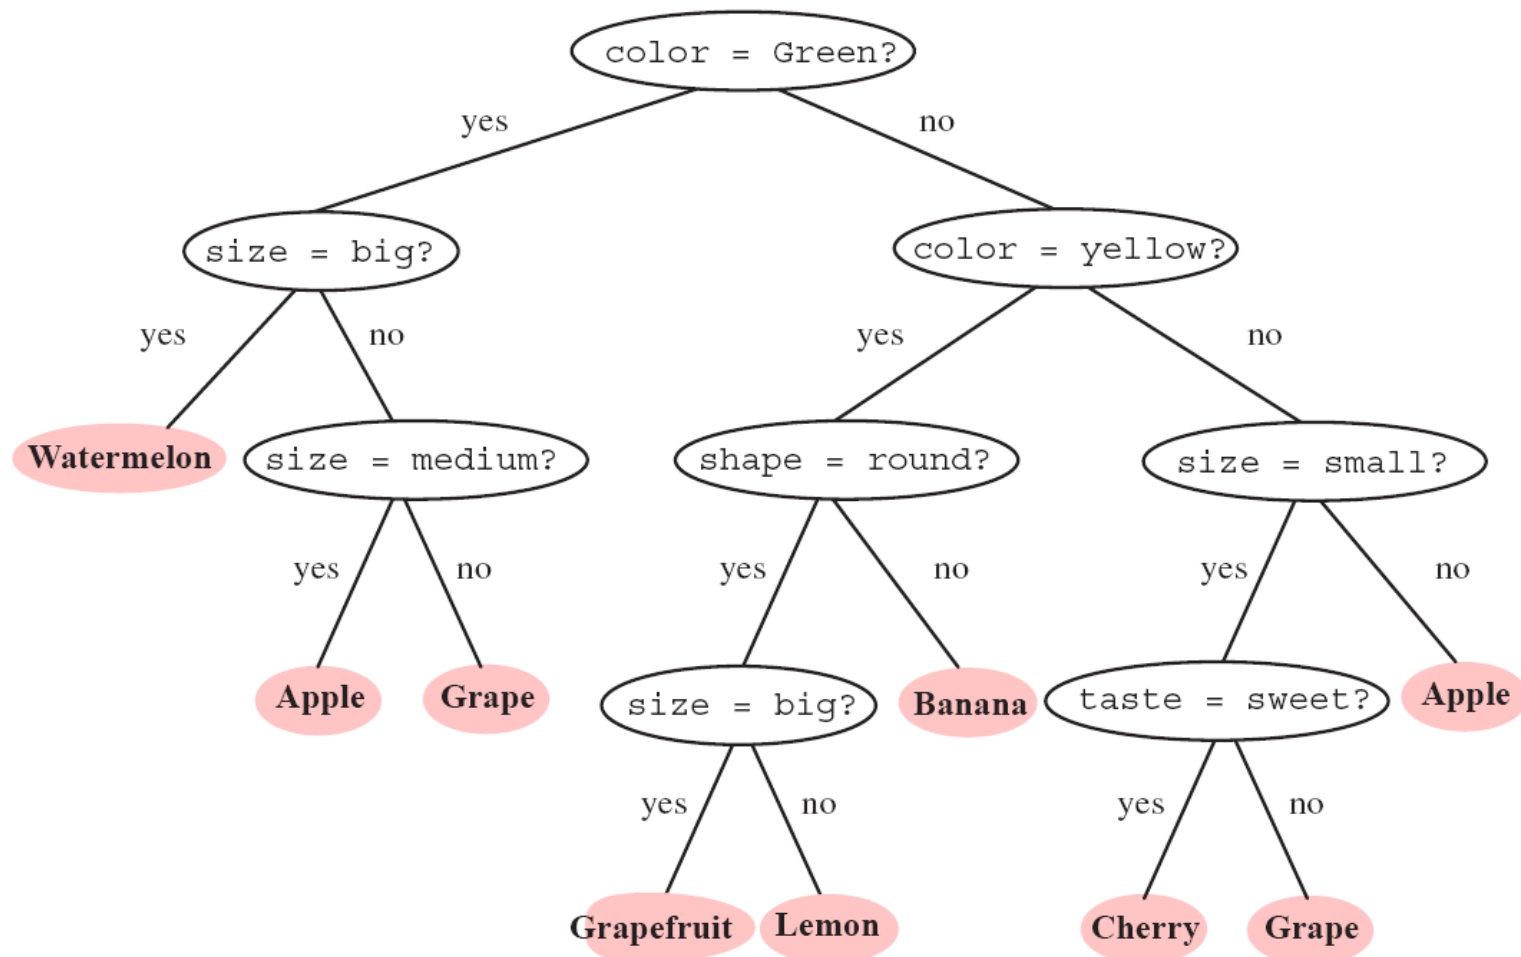 color = Green?
yes
no
size = big?
color = yellow?
yes
no
yes
no
Watermelon
size = medium?
shape = round?
size = small?
yes
no
yes
no
yes
no
Apple
Grape
size = big?
Banana
taste = sweet?
Apple
yes
no
yes
no
Grapefruit
Lemon
Cherry
Grape